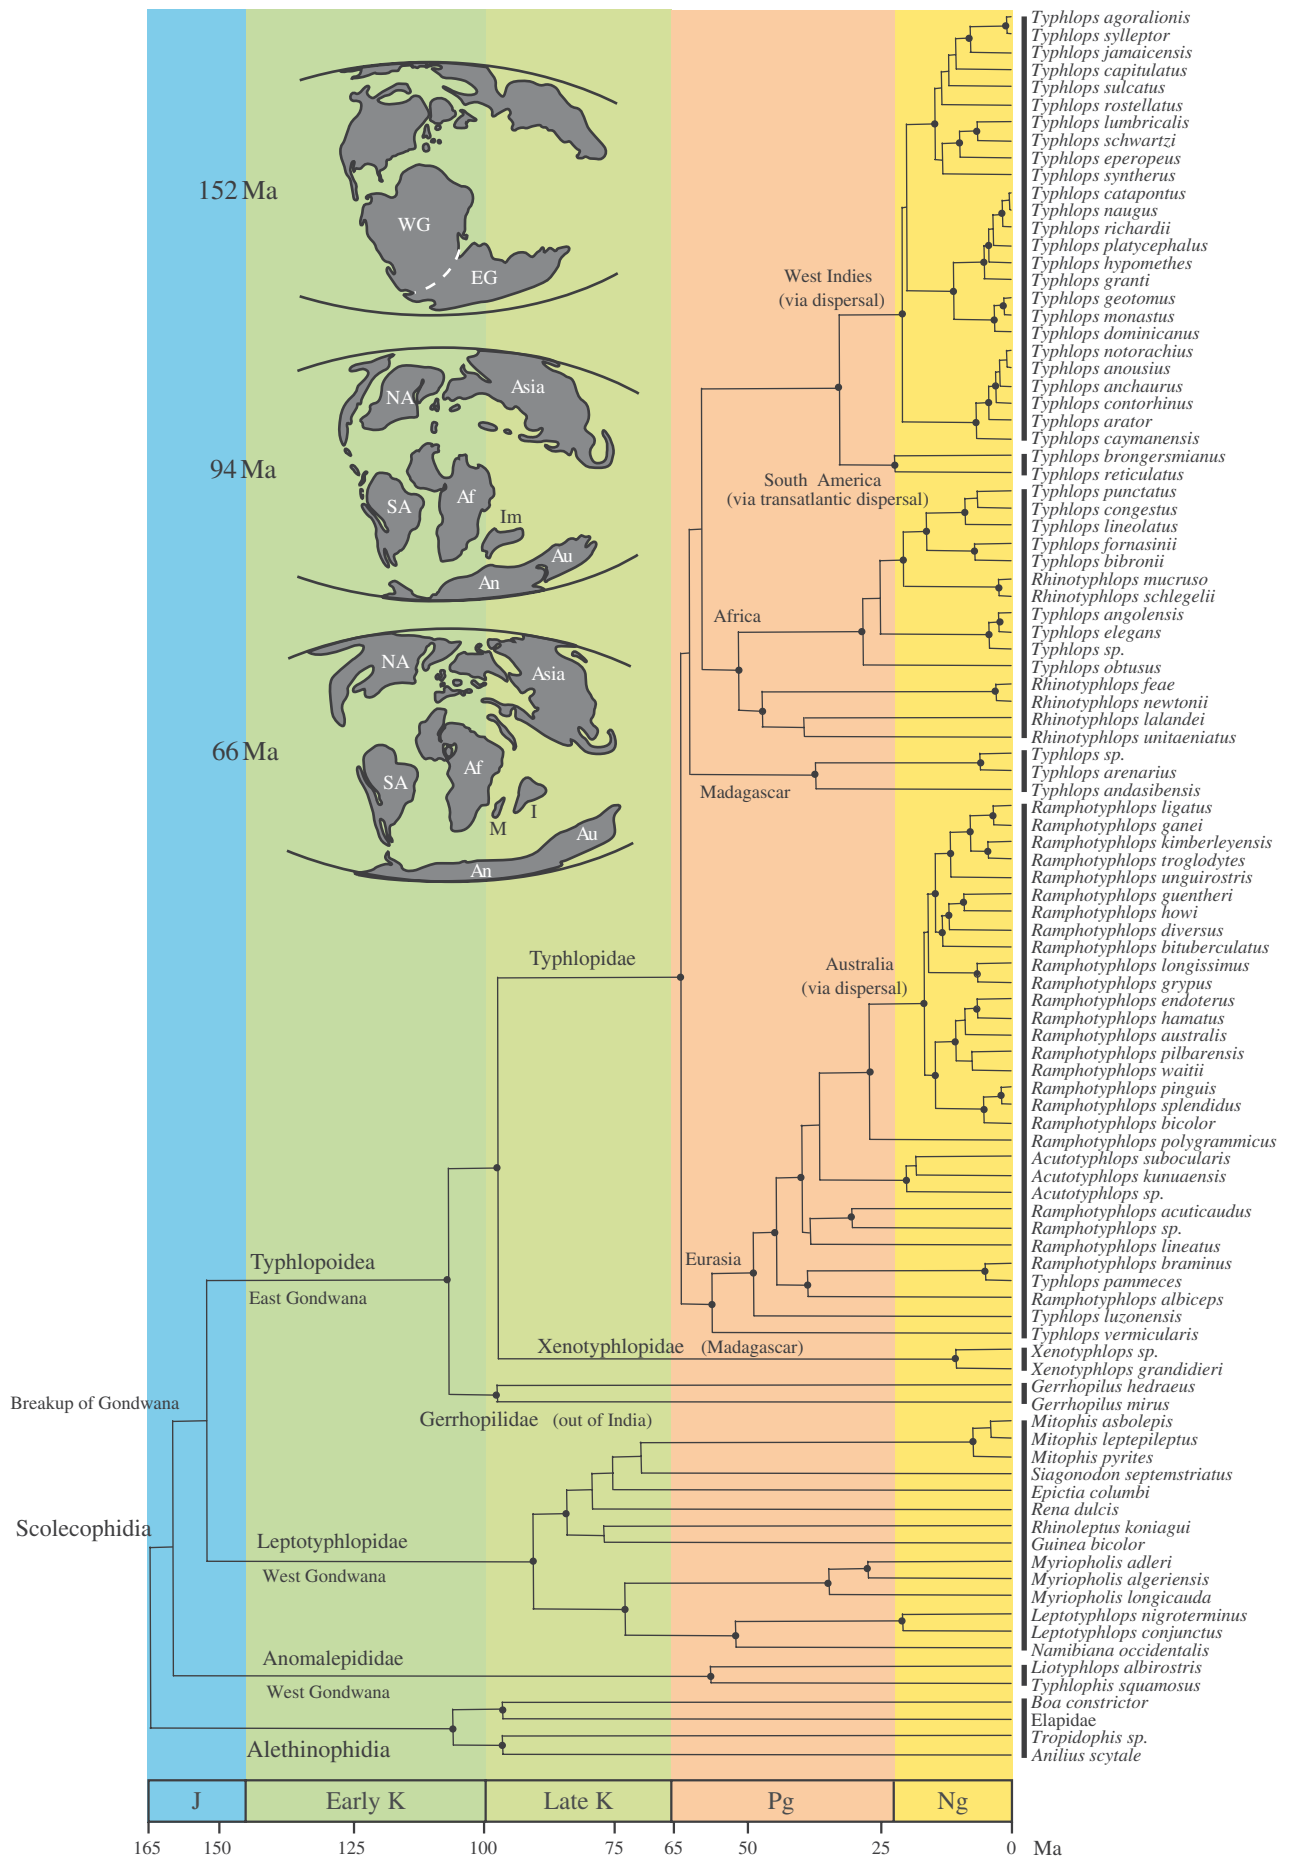 152 Ma
WG
EG
94 Ma
NA
Asia
SA
Af
Im
Au
An
66 Ma
NA
Asia
SA
Af
M
I
Au
An
West Indies
(via dispersal)
South America
(via transatlantic dispersal)
Africa
Madagascar
Typhlopidae
Australia
(via dispersal)
Eurasia
Typhlopoidea
East Gondwana
Xenotyphlopidae (Madagascar)
Breakup of Gondwana
Gerrhopilidae (out of India)
Scolecophidia
Leptotyphlopidae
West Gondwana
Anomalepididae
West Gondwana
Alethinophidia
Typhlops agoralionis
Typhlops sylleptor
Typhlops jamaicensis
Typhlops capitulatus
Typhlops sulcatus
Typhlops rostellatus
Typhlops lumbricalis
Typhlops schwartzi
Typhlops eperopeus
Typhlops syntherus
Typhlops catapontus
Typhlops naugus
Typhlops richardii
Typhlops platycephalus
Typhlops hypomethes
Typhlops granti
Typhlops geotomus
Typhlops monastus
Typhlops dominicanus
Typhlops notorachius
Typhlops anousius
Typhlops anchaurus
Typhlops contorhinus
Typhlops arator
Typhlops caymanensis
Typhlops brongersmianus
Typhlops reticulatus
Typhlops punctatus
Typhlops congestus
Typhlops lineolatus
Typhlops fornasinii
Typhlops bibronii
Rhinotyphlops mucruso
Rhinotyphlops schlegelii
Typhlops angolensis
Typhlops elegans
Typhlops sp.
Typhlops obtusus
Rhinotyphlops feae
Rhinotyphlops newtonii
Rhinotyphlops lalandei
Rhinotyphlops unitaeniatus
Typhlops sp.
Typhlops arenarius
Typhlops andasibensis
Ramphotyphlops ligatus
Ramphotyphlops ganei
Ramphotyphlops kimberleyensis
Ramphotyphlops troglodytes
Ramphotyphlops unguirostris
Ramphotyphlops guentheri
Ramphotyphlops howi
Ramphotyphlops diversus
Ramphotyphlops bituberculatus
Ramphotyphlops longissimus
Ramphotyphlops grypus
Ramphotyphlops endoterus
Ramphotyphlops hamatus
Ramphotyphlops australis
Ramphotyphlops pilbarensis
Ramphotyphlops waitii
Ramphotyphlops pinguis
Ramphotyphlops splendidus
Ramphotyphlops bicolor
Ramphotyphlops polygrammicus
Acutotyphlops subocularis
Acutotyphlops kunuaensis
Acutotyphlops sp.
Ramphotyphlops acuticaudus
Ramphotyphlops sp.
Ramphotyphlops lineatus
Ramphotyphlops braminus
Typhlops pammeces
Ramphotyphlops albiceps
Typhlops luzonensis
Typhlops vermicularis
Xenotyphlops sp.
Xenotyphlops grandidieri
Gerrhopilus hedraeus
Gerrhopilus mirus
Mitophis asbolepis
Mitophis leptepileptus
Mitophis pyrites
Siagonodon septemstriatus
Epictia columbi
Rena dulcis
Rhinoleptus koniagui
Guinea bicolor
Myriopholis adleri
Myriopholis algeriensis
Myriopholis longicauda
Leptotyphlops nigroterminus
Leptotyphlops conjunctus
Namibiana occidentalis
Liotyphlops albirostris
Typhlophis squamosus
Boa constrictor
Elapidae
Tropidophis sp.
Anilius scytale
J Early K Late K Pg Ng
165 150 125 100 75 65 50 25 0 Ma